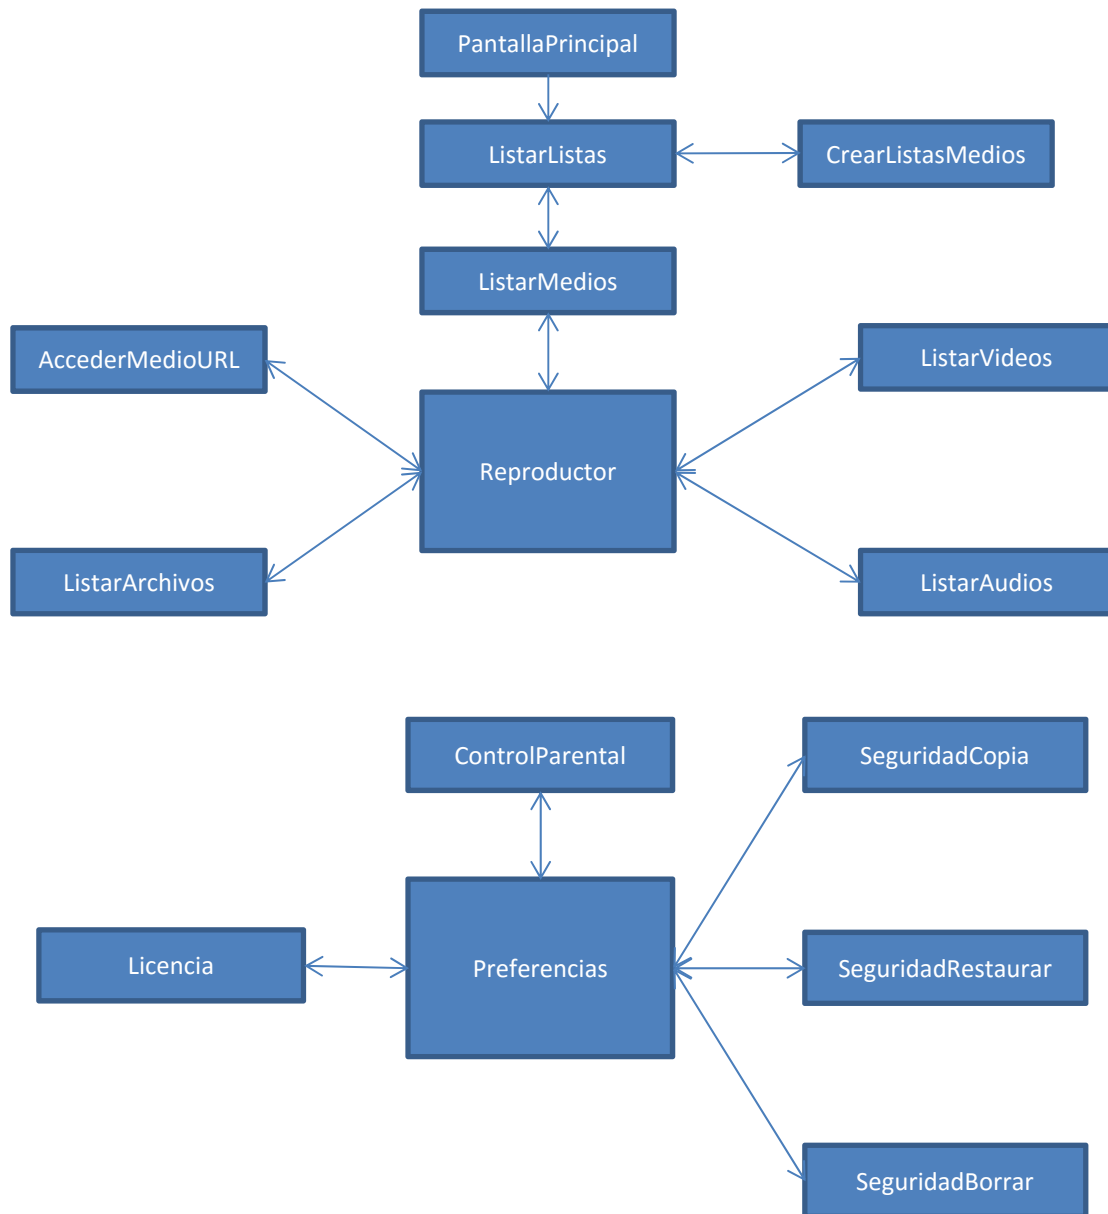 PantallaPrincipal
ListarListas
CrearListasMedios
ListarMedios
AccederMedioURL
ListarVideos
Reproductor
ListarArchivos
ListarAudios
ControlParental
SeguridadCopia
Licencia
Preferencias
SeguridadRestaurar
SeguridadBorrar